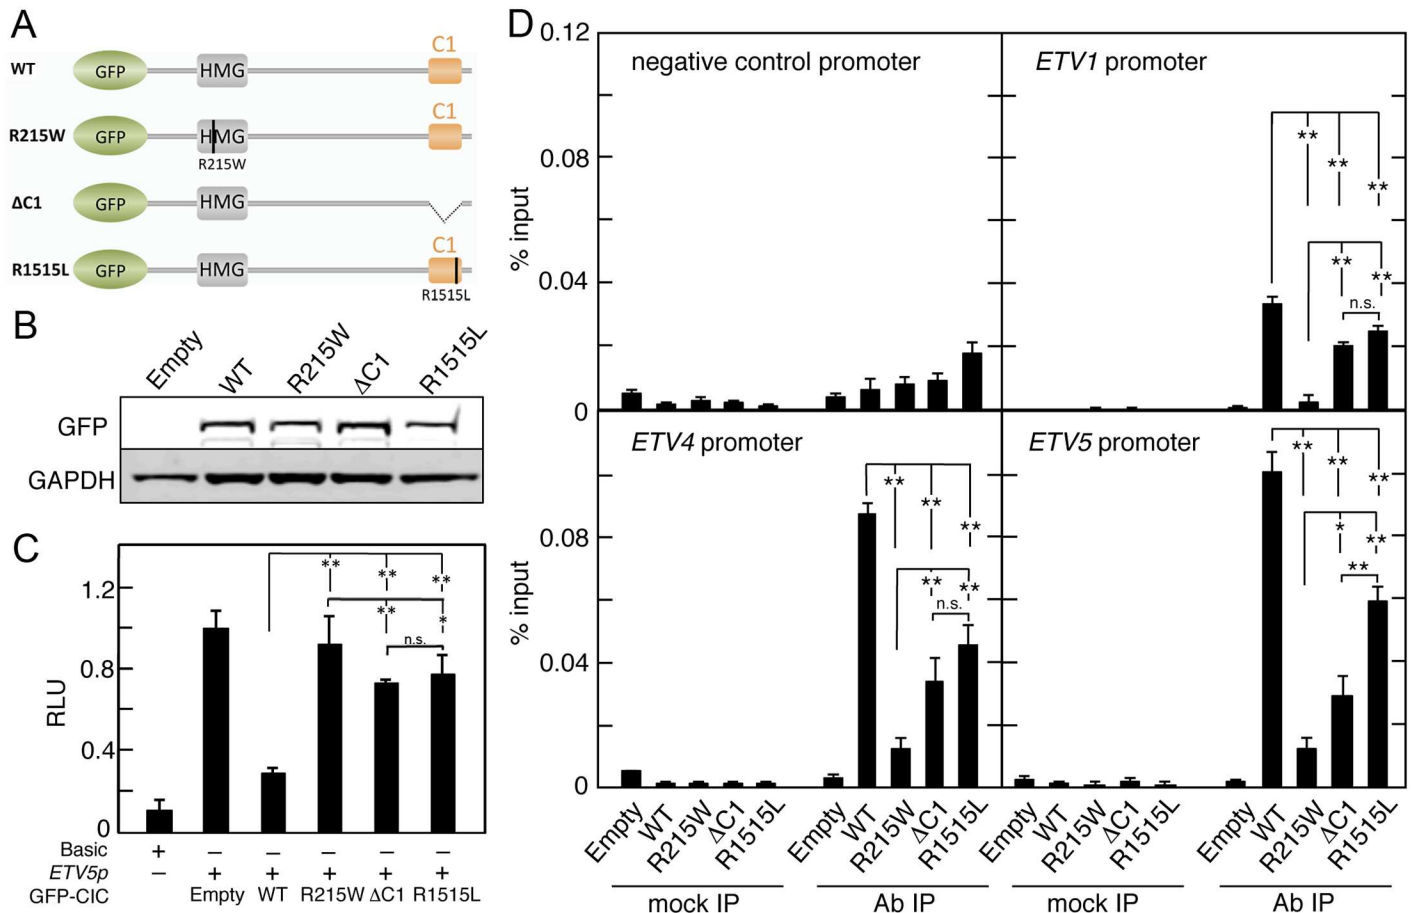 A
C1
WT GFP HMG
C1
R215W GFP HMG
R215W
ΔC1 GFP HMG
C1
R1515L GFP HMG
R1515L
B
Empty WT R215W ΔC1 R1515L
GFP
GAPDH
C
RLU
1.2
0.8
0.4
0
** ** **
** *
n.s.
Basic + – – – – –
ETV5p – + + + + +
GFP-CIC Empty WT R215W ΔC1 R1515L
D
0.12
0.08
0.04
0
% input
negative control promoter
ETV1 promoter
** ** **
** **
n.s.
0.08
0.04
0
% input
ETV4 promoter
** ** **
** **
n.s.
ETV5 promoter
** ** **
* **
**
Empty WT R215W ΔC1 R1515L Empty WT R215W ΔC1 R1515L Empty WT R215W ΔC1 R1515L Empty WT R215W ΔC1 R1515L
mock IP Ab IP mock IP Ab IP